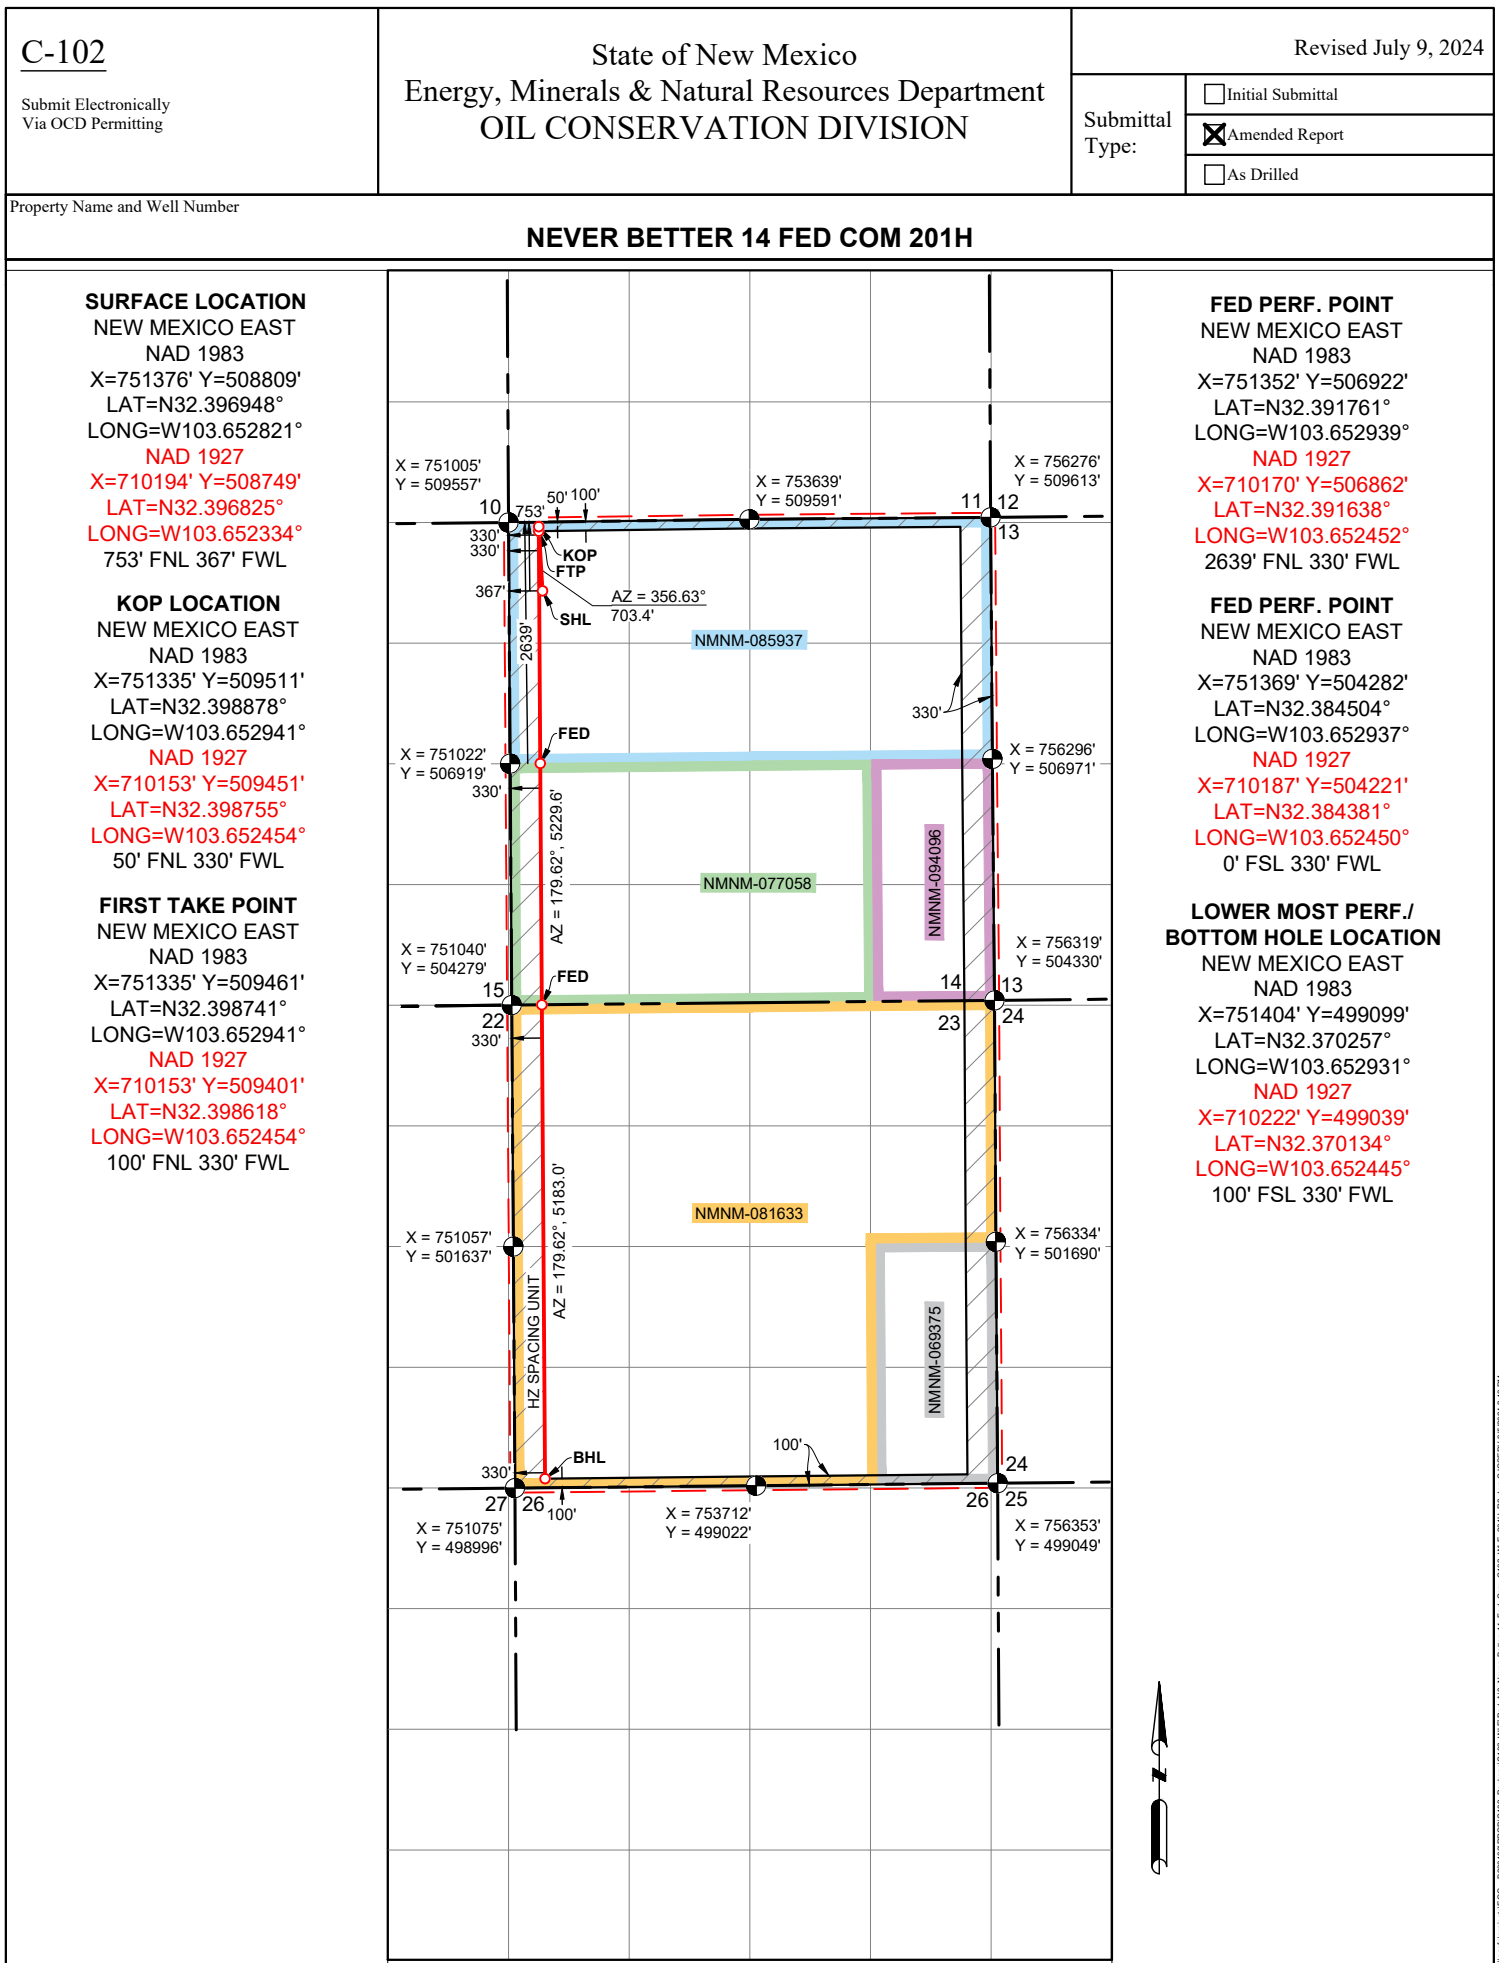 C-102
Submit Electronically
Via OCD Permitting
State of New Mexico
Energy, Minerals & Natural Resources Department
OIL CONSERVATION DIVISION
Revised July 9, 2024
Submittal
Type:
Initial Submittal
Amended Report
As Drilled
Property Name and Well Number
NEVER BETTER 14 FED COM 201H
SURFACE LOCATION
NEW MEXICO EAST
NAD 1983
X=751376' Y=508809'
LAT=N32.396948°
LONG=W103.652821°
NAD 1927
X=710194' Y=508749'
LAT=N32.396825°
LONG=W103.652334°
753' FNL 367' FWL
KOP LOCATION
NEW MEXICO EAST
NAD 1983
X=751335' Y=509511'
LAT=N32.398878°
LONG=W103.652941°
NAD 1927
X=710153' Y=509451'
LAT=N32.398755°
LONG=W103.652454°
50' FNL 330' FWL
FIRST TAKE POINT
NEW MEXICO EAST
NAD 1983
X=751335' Y=509461'
LAT=N32.398741°
LONG=W103.652941°
NAD 1927
X=710153' Y=509401'
LAT=N32.398618°
LONG=W103.652454°
100' FNL 330' FWL
X = 751005'
Y = 509557'
X = 753639'
Y = 509591'
X = 756276'
Y = 509613'
10
753'
50'
100'
11
12
13
330'
330'
KOP
FTP
367'
SHL
AZ = 356.63°
703.4'
2639'
NMNM-085937
330'
FED
X = 751022'
Y = 506919'
X = 756296'
Y = 506971'
330'
AZ = 179.62°, 5229.6'
NMNM-077058
NMNM-094096
X = 751040'
Y = 504279'
X = 756319'
Y = 504330'
FED
15
14
13
22
23
24
330'
NMNM-081633
AZ = 179.62°, 5183.0'
X = 751057'
Y = 501637'
X = 756334'
Y = 501690'
HZ SPACING UNIT
NMNM-069375
100'
BHL
330'
24
27
26
100'
26
25
X = 751075'
Y = 498996'
X = 753712'
Y = 499022'
X = 756353'
Y = 499049'
N
FED PERF. POINT
NEW MEXICO EAST
NAD 1983
X=751352' Y=506922'
LAT=N32.391761°
LONG=W103.652939°
NAD 1927
X=710170' Y=506862'
LAT=N32.391638°
LONG=W103.652452°
2639' FNL 330' FWL
FED PERF. POINT
NEW MEXICO EAST
NAD 1983
X=751369' Y=504282'
LAT=N32.384504°
LONG=W103.652937°
NAD 1927
X=710187' Y=504221'
LAT=N32.384381°
LONG=W103.652450°
0' FSL 330' FWL
LOWER MOST PERF./
BOTTOM HOLE LOCATION
NEW MEXICO EAST
NAD 1983
X=751404' Y=499099'
LAT=N32.370257°
LONG=W103.652931°
NAD 1927
X=710222' Y=499039'
LAT=N32.370134°
LONG=W103.652445°
100' FSL 330' FWL